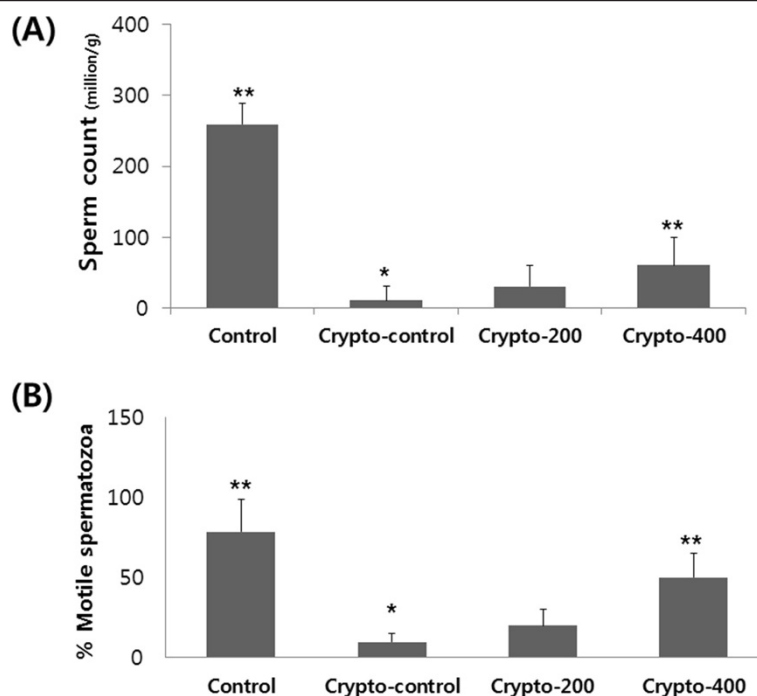 (A)
Sperm count (million/g)
400
300
200
100
0
**
*
**
Control Crypto-control Crypto-200 Crypto-400
(B)
% Motile spermatozoa
150
100
50
0
**
*
**
Control Crypto-control Crypto-200 Crypto-400